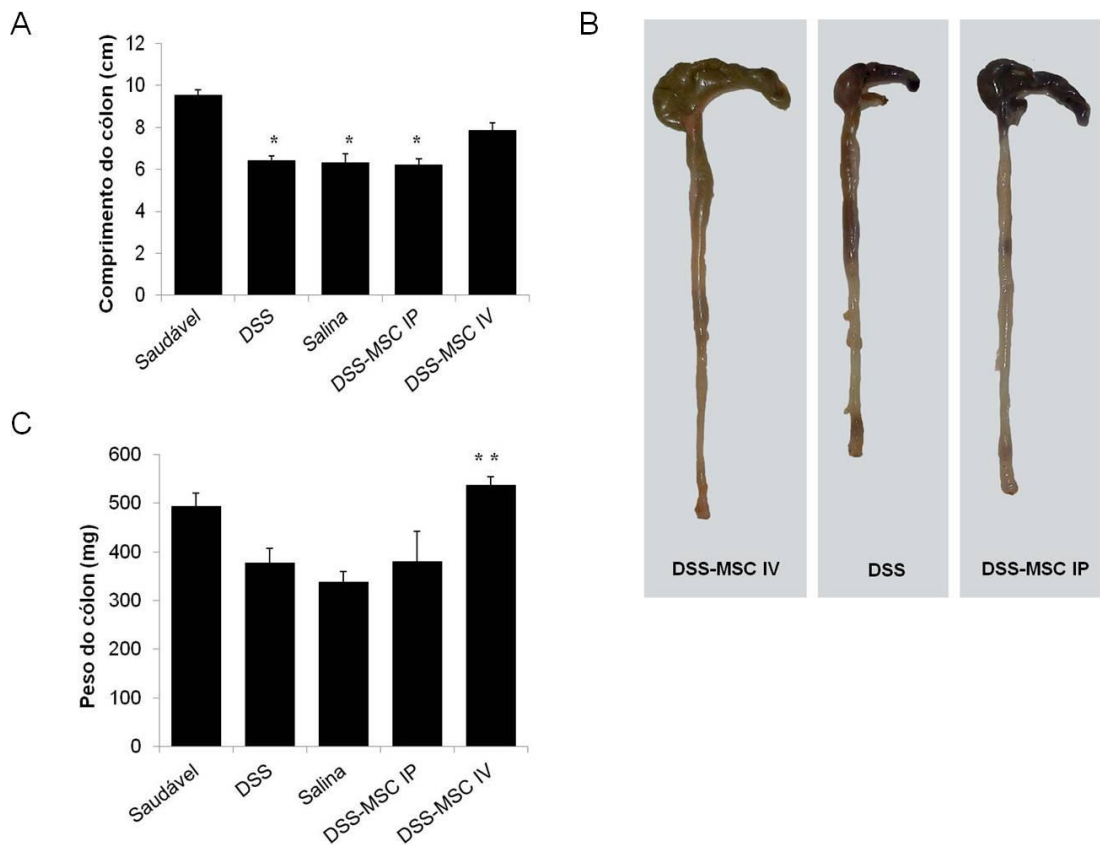 A
Comprimento do cólon (cm)
12
10
8
6
4
2
0
* * *
Saudável
DSS
Salina
DSS-MSC IP
DSS-MSC IV
B
DSS-MSC IV
DSS
DSS-MSC IP
C
Peso do cólon (mg)
600
500
400
300
200
100
0
* *
Saudável
DSS
Salina
DSS-MSC IP
DSS-MSC IV